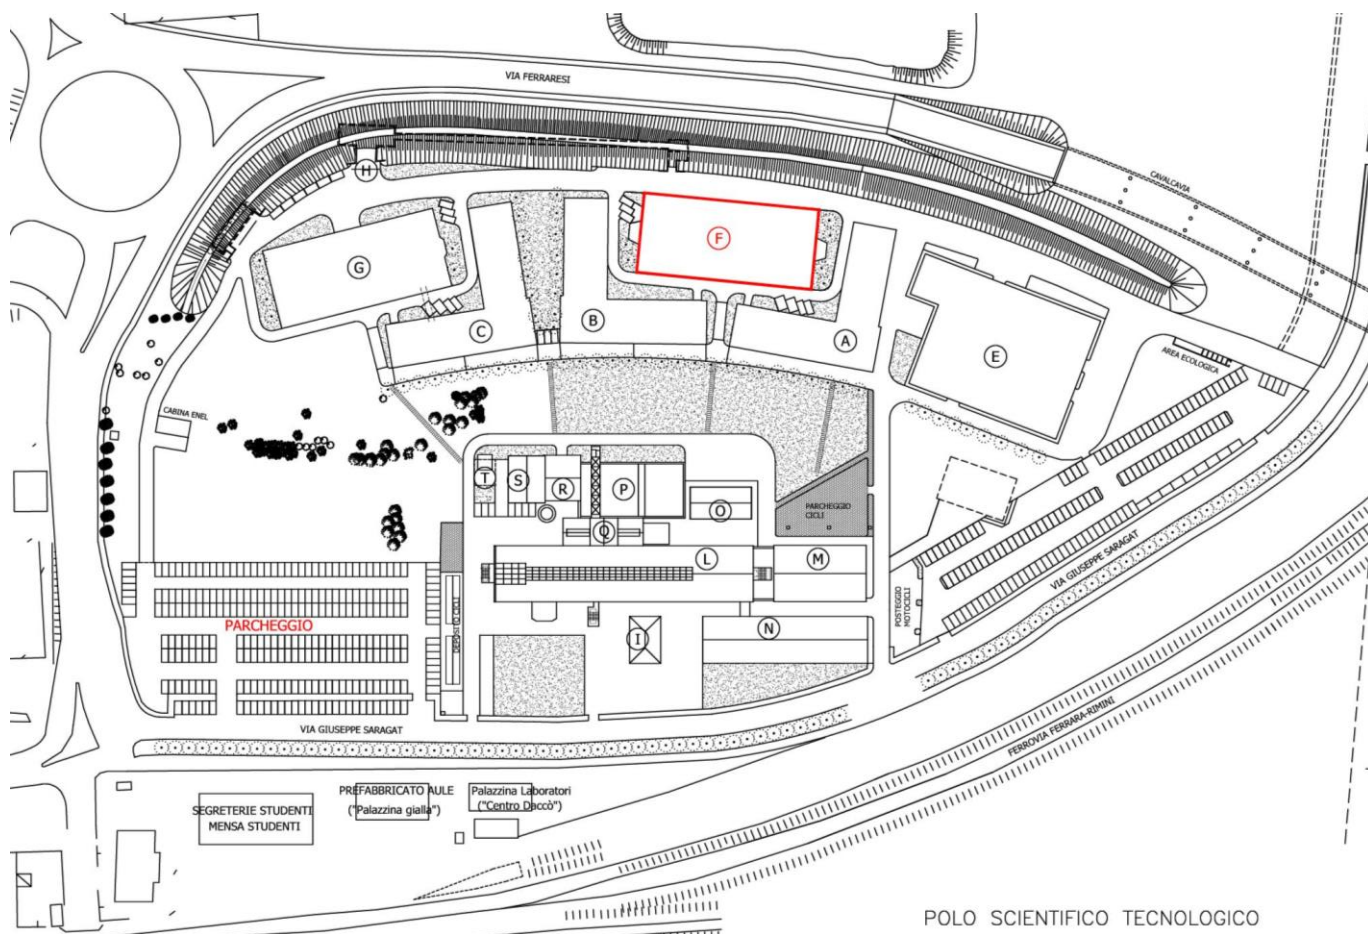 VIA FERRARESI
CAVALCAVIA
H
F
G
B
C
A
E
AREA ECOLOGICA
CABINA ENEL
T
S
R
P
O
PARCHEGGIO
CICLI
Q
L
M
VIA GIUSEPPE SARAGAT
POSTEGGIO
MOTOCICLI
DEPOSITO CICLI
PARCHEGGIO
I
N
VIA GIUSEPPE SARAGAT
FERROVIA FERRARA-RIMINI
SEGRETERIE STUDENTI
MENSA STUDENTI
PREFABBRICATO AULE
("Palazzina gialla")
Palazzina Laboratori
("Centro Daccò")
POLO SCIENTIFICO TECNOLOGICO